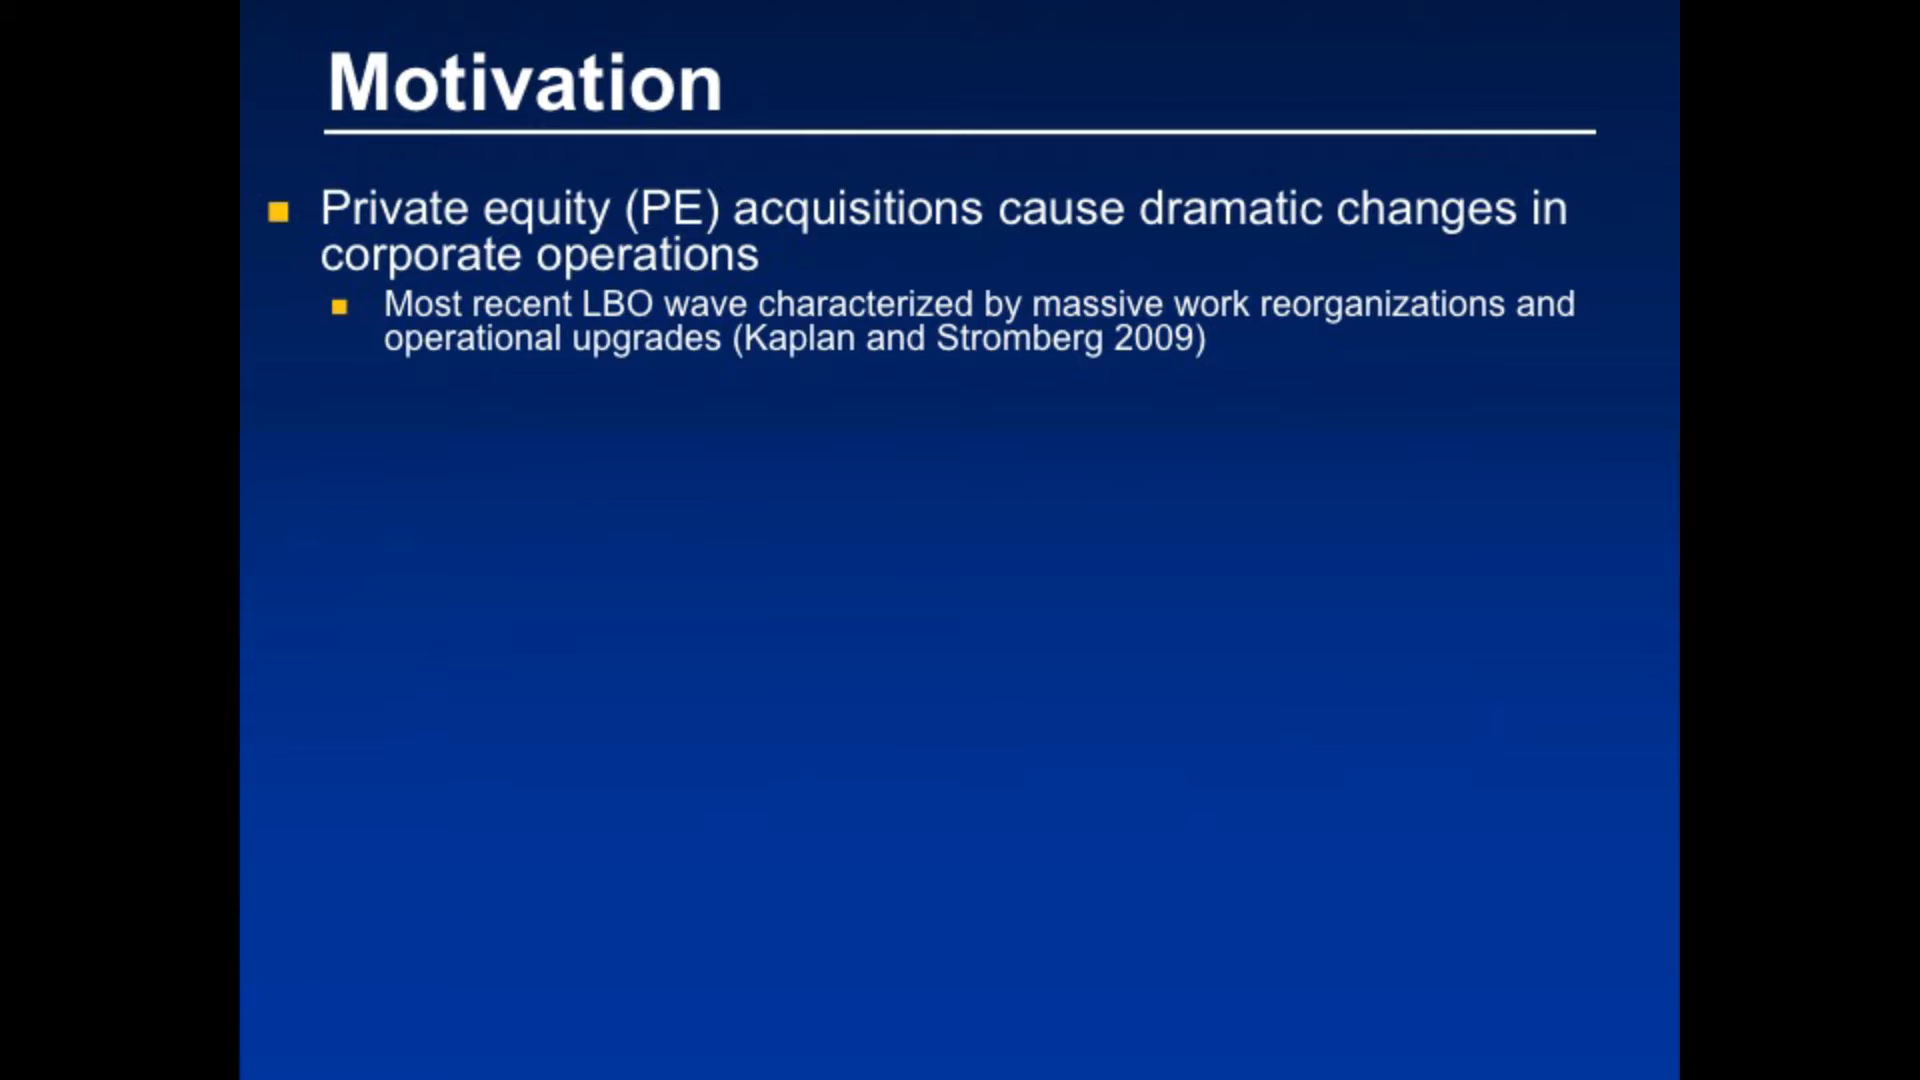 Motivation
Private equity (PE) acquisitions cause dramatic changes in
corporate operations
Most recent LBO wave characterized by massive work reorganizations and
operational upgrades (Kaplan and Stromberg 2009)